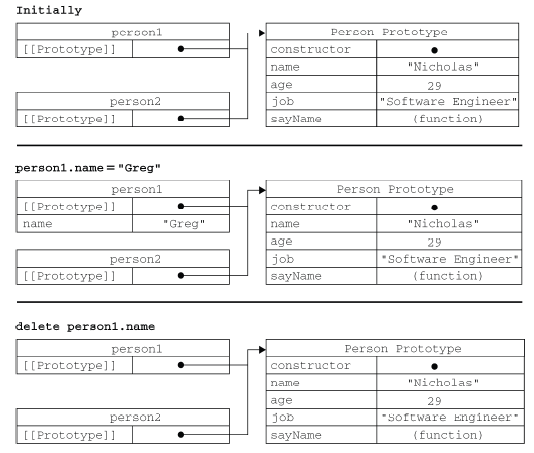 Initially
person1
[[Prototype]]
Person Prototype
constructor
name "Nicholas"
age 29
job "Software Engineer"
sayName (function)
person2
[[Prototype]]
person1.name = "Greg"
person1
[[Prototype]]
name "Greg"
Person Prototype
constructor
name "Nicholas"
age 29
job "Software Engineer"
sayName (function)
person2
[[Prototype]]
delete person1.name
person1
[[Prototype]]
Person Prototype
constructor
name "Nicholas"
age 29
job "Software Engineer"
sayName (function)
person2
[[Prototype]]